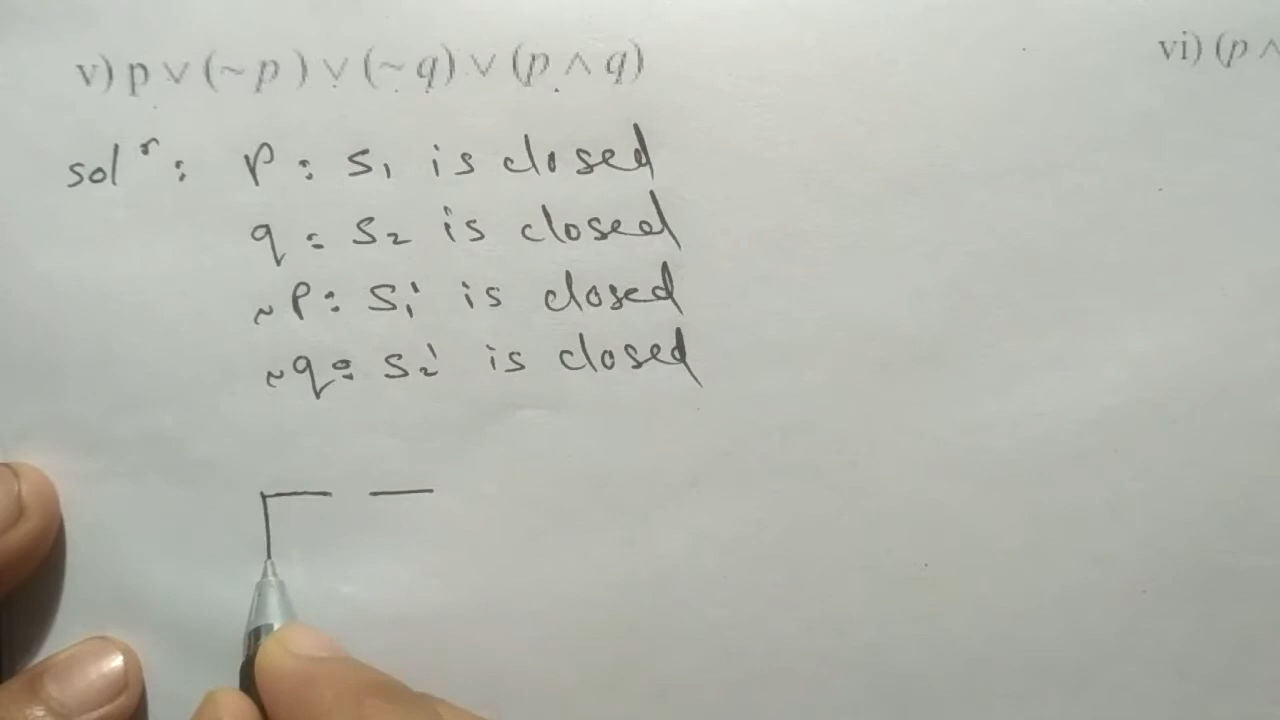 v) p ∨ (~ p ) ∨ (~ q) ∨ (p ∧ q)
vi) (p ∧
solⁿ : p : S₁ is closed
q : S₂ is closed
~p : S₁' is closed
~q : S₂' is closed